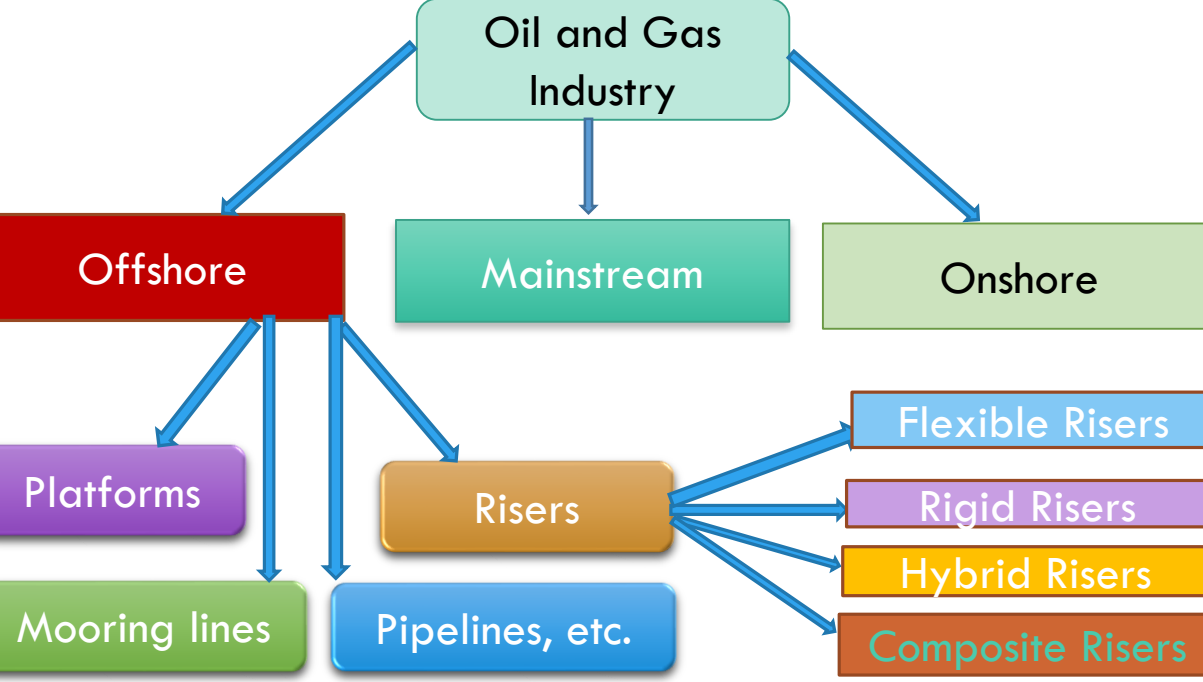 Oil and Gas
Industry
Offshore
Mainstream
Onshore
Flexible Risers
Platforms
Risers
Rigid Risers
Hybrid Risers
Mooring lines
Pipelines, etc.
Composite Risers